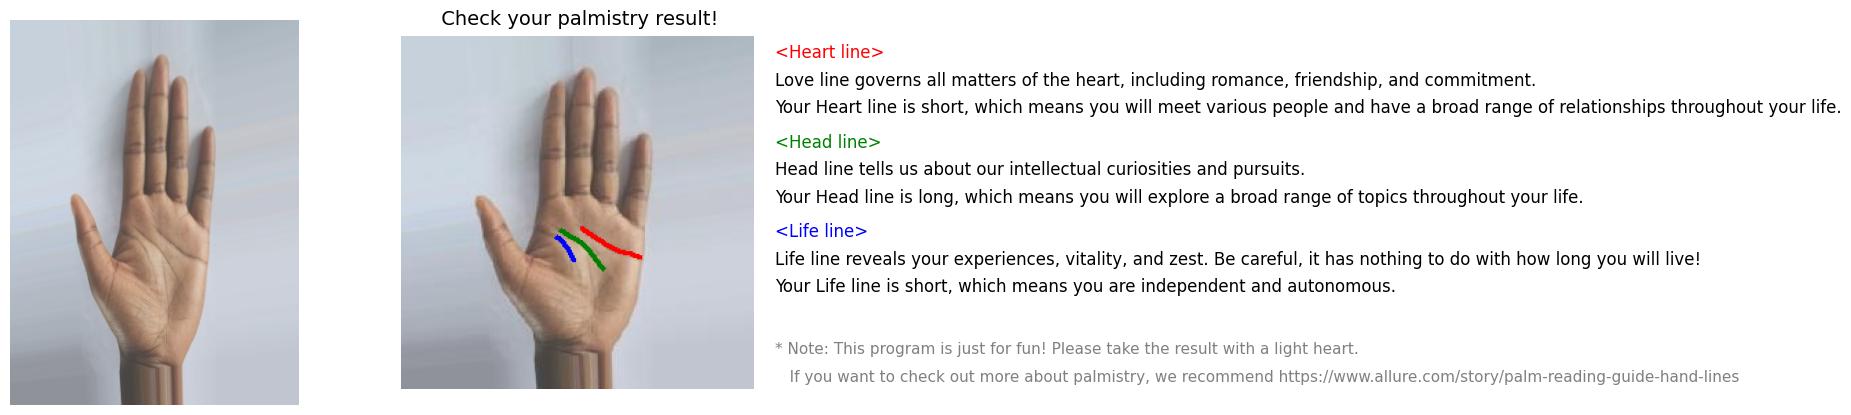 Check your palmistry result!
<Heart line>
Love line governs all matters of the heart, including romance, friendship, and commitment.
Your Heart line is short, which means you will meet various people and have a broad range of relationships throughout your life.
<Head line>
Head line tells us about our intellectual curiosities and pursuits.
Your Head line is long, which means you will explore a broad range of topics throughout your life.
<Life line>
Life line reveals your experiences, vitality, and zest. Be careful, it has nothing to do with how long you will live!
Your Life line is short, which means you are independent and autonomous.
* Note: This program is just for fun! Please take the result with a light heart.
If you want to check out more about palmistry, we recommend https://www.allure.com/story/palm-reading-guide-hand-lines